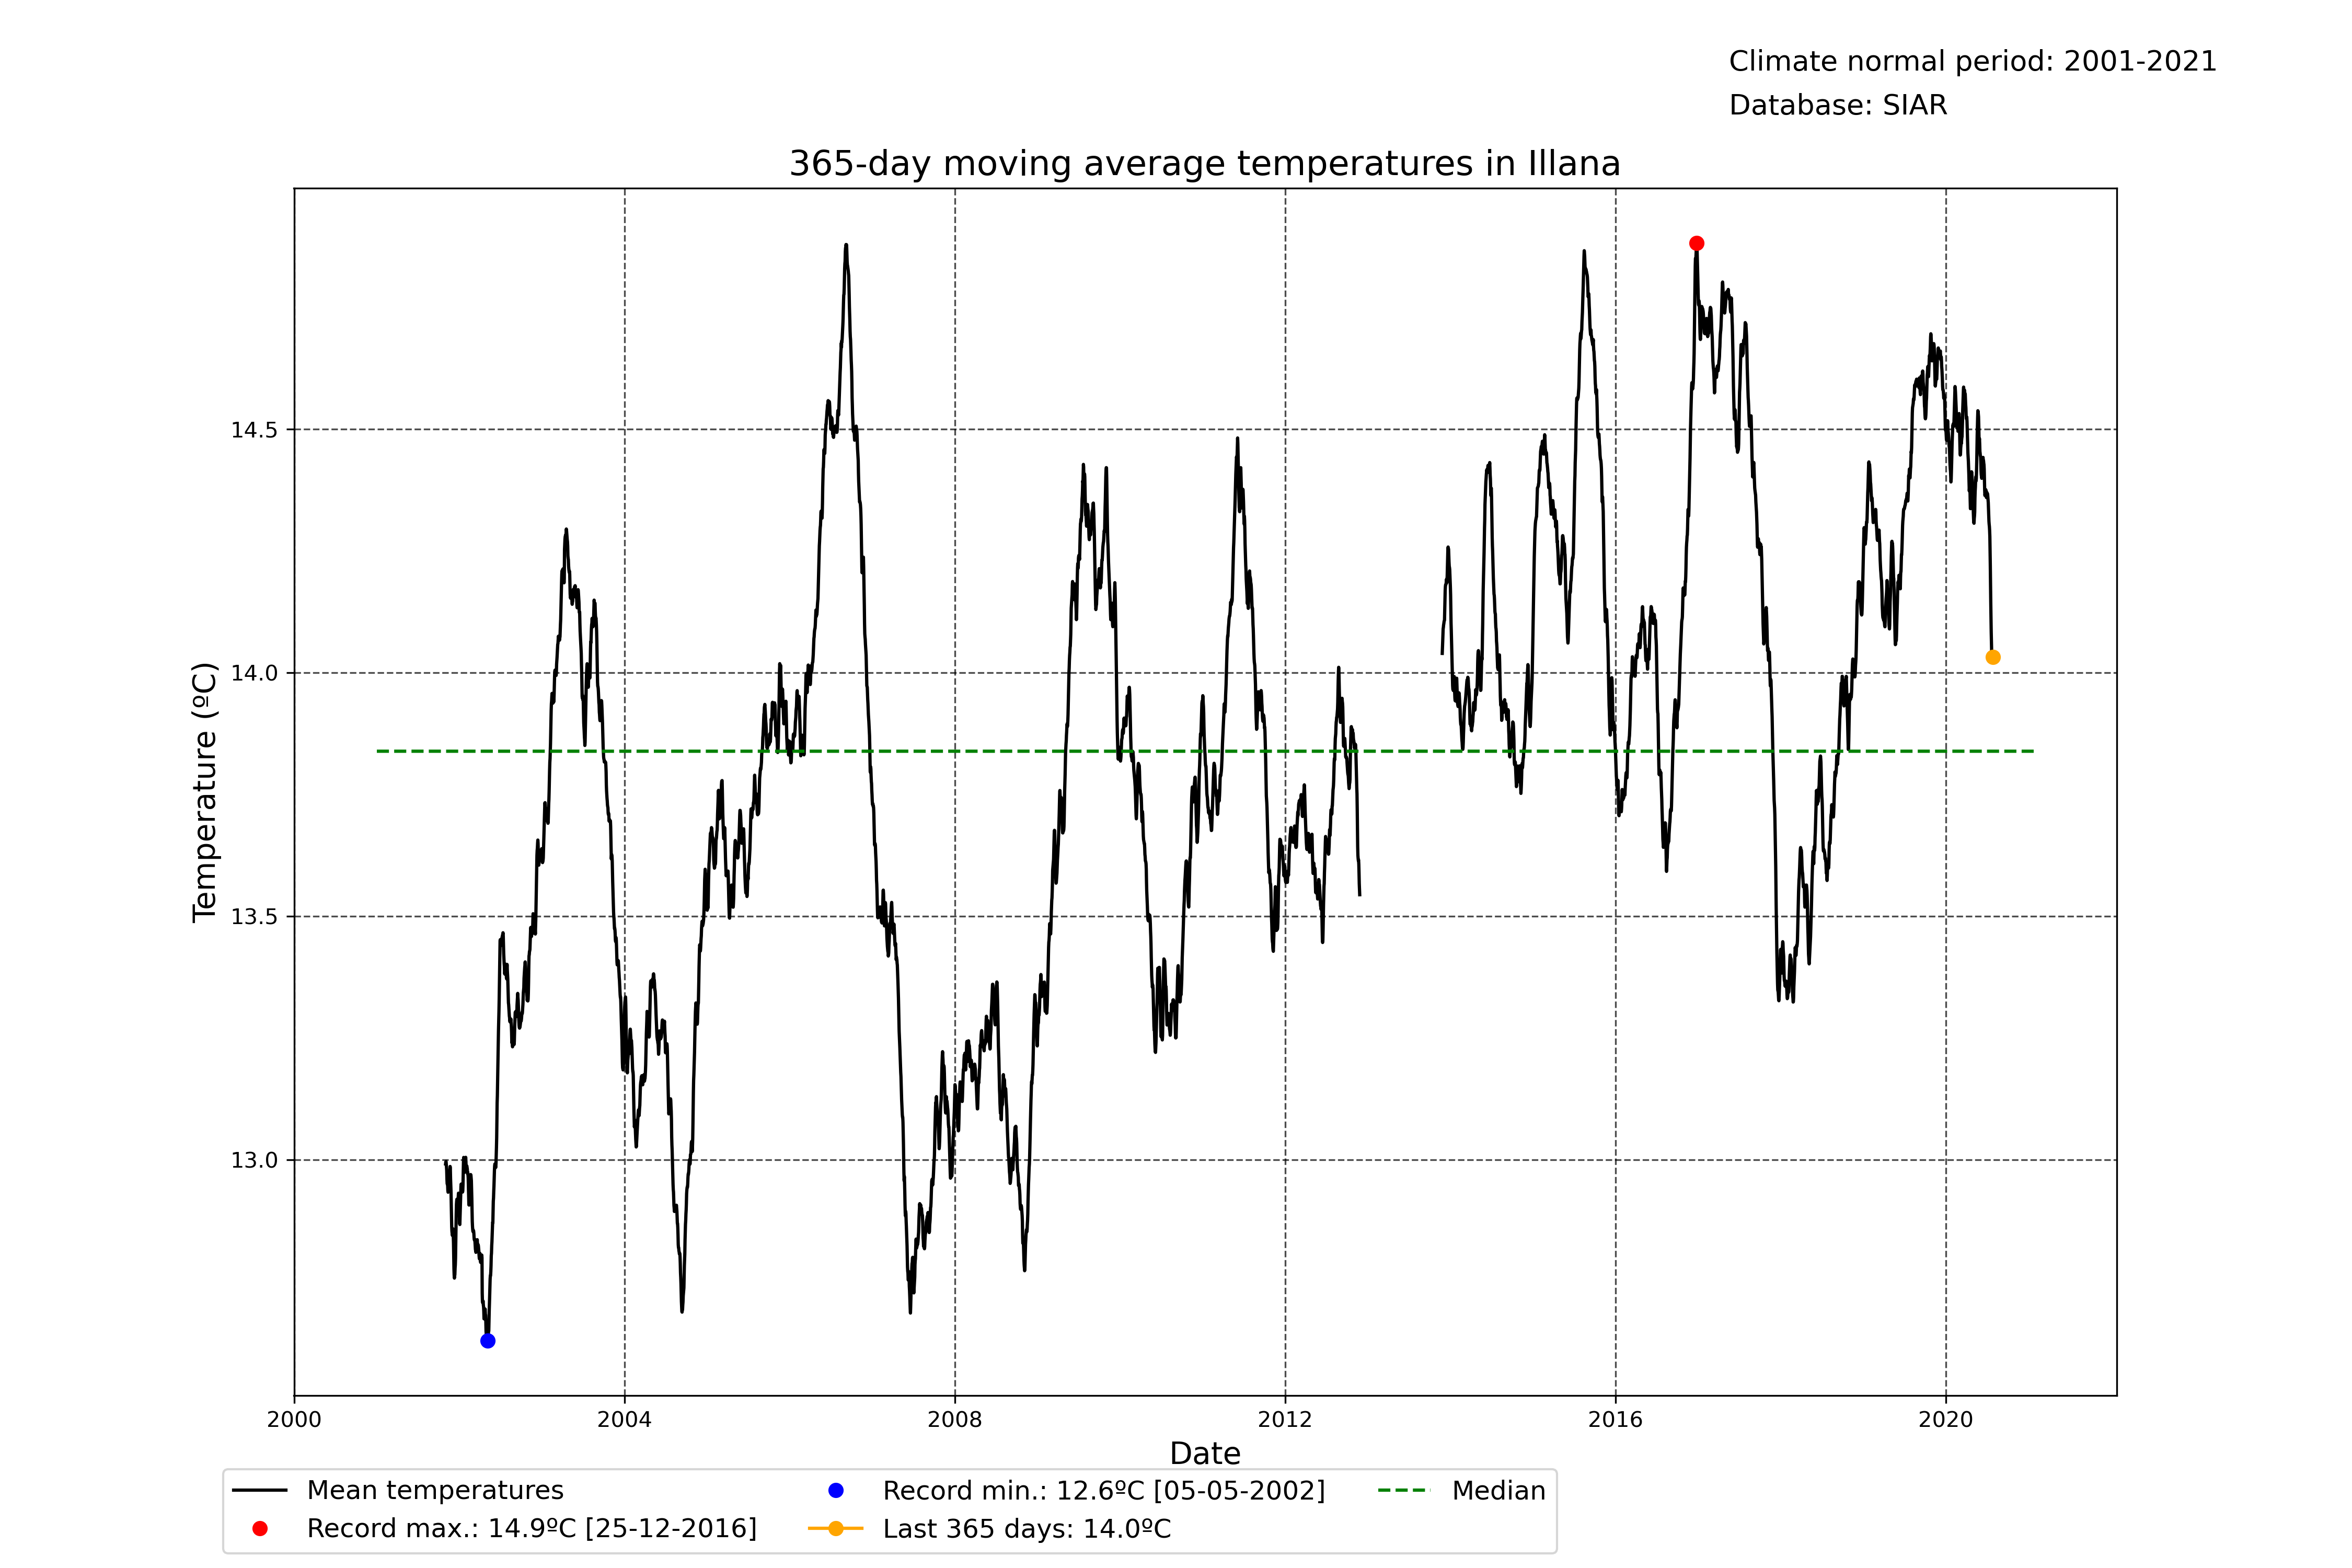 Climate normal period: 2001-2021
Database: SIAR
365-day moving average temperatures in Illana
Temperature (ºC)
14.5
14.0
13.5
13.0
2000
2004
2008
2012
2016
2020
Date
Mean temperatures
Record max.: 14.9ºC [25-12-2016]
Record min.: 12.6ºC [05-05-2002]
Last 365 days: 14.0ºC
Median